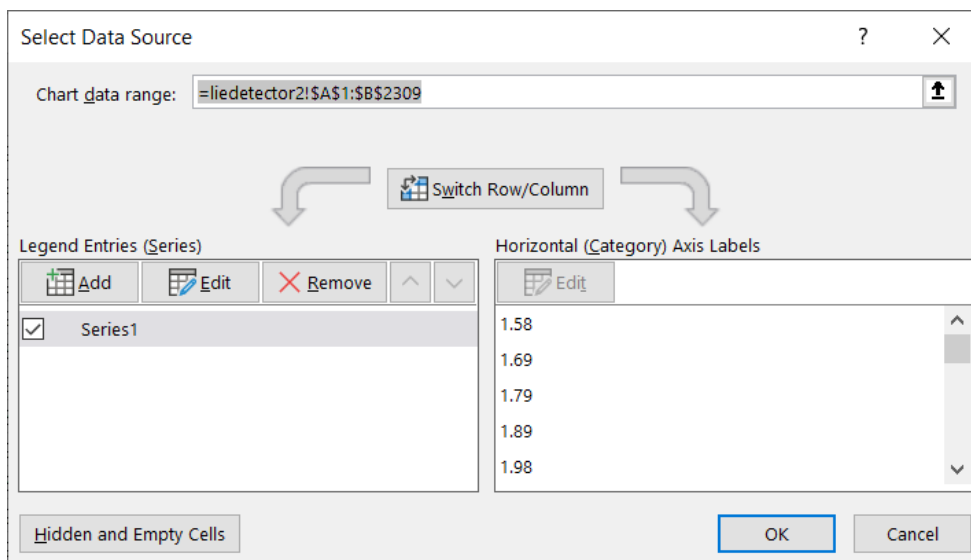 Select Data Source
?
Chart data range: =liedetector2!$A$1:$B$2309
Switch Row/Column
Legend Entries (Series)
Add Edit Remove
Series1
Horizontal (Category) Axis Labels
Edit
1.58
1.69
1.79
1.89
1.98
Hidden and Empty Cells
OK
Cancel